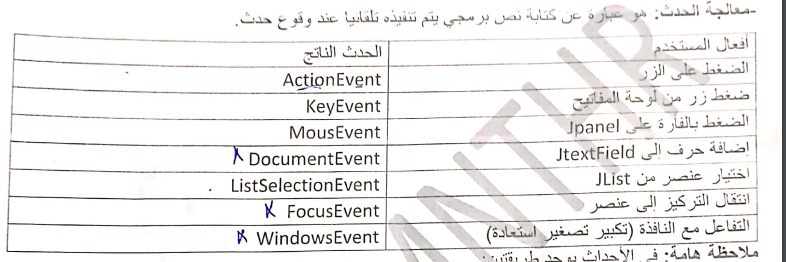 -معالجة الحدث: هو عبارة عن كتابة نص برمجي يتم تنفيذه تلقائيا عند وقوع حدث.
أفعال المستخدم الحدث الناتج
الضغط على الزر ActionEvent
ضغط زر من لوحة المفاتيح KeyEvent
الضغط بالفأرة على Jpanel MousEvent
إضافة حرف إلى JtextField DocumentEvent
اختيار عنصر من JList ListSelectionEvent
انتقال التركيز إلى عنصر FocusEvent
التفاعل مع النافذة (تكبير تصغير استعادة) WindowsEvent
ملاحظة هامة: في الأحداث يوجد طريقتين: